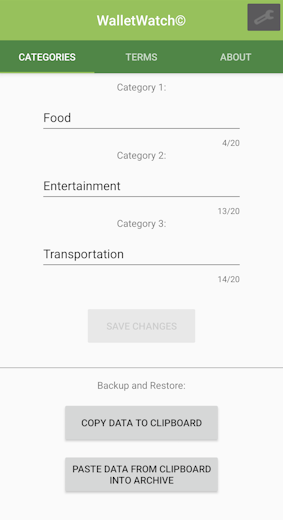 WalletWatch©
CATEGORIES TERMS ABOUT
Category 1:
Food
4/20
Category 2:
Entertainment
13/20
Category 3:
Transportation
14/20
SAVE CHANGES
Backup and Restore:
COPY DATA TO CLIPBOARD
PASTE DATA FROM CLIPBOARD
INTO ARCHIVE